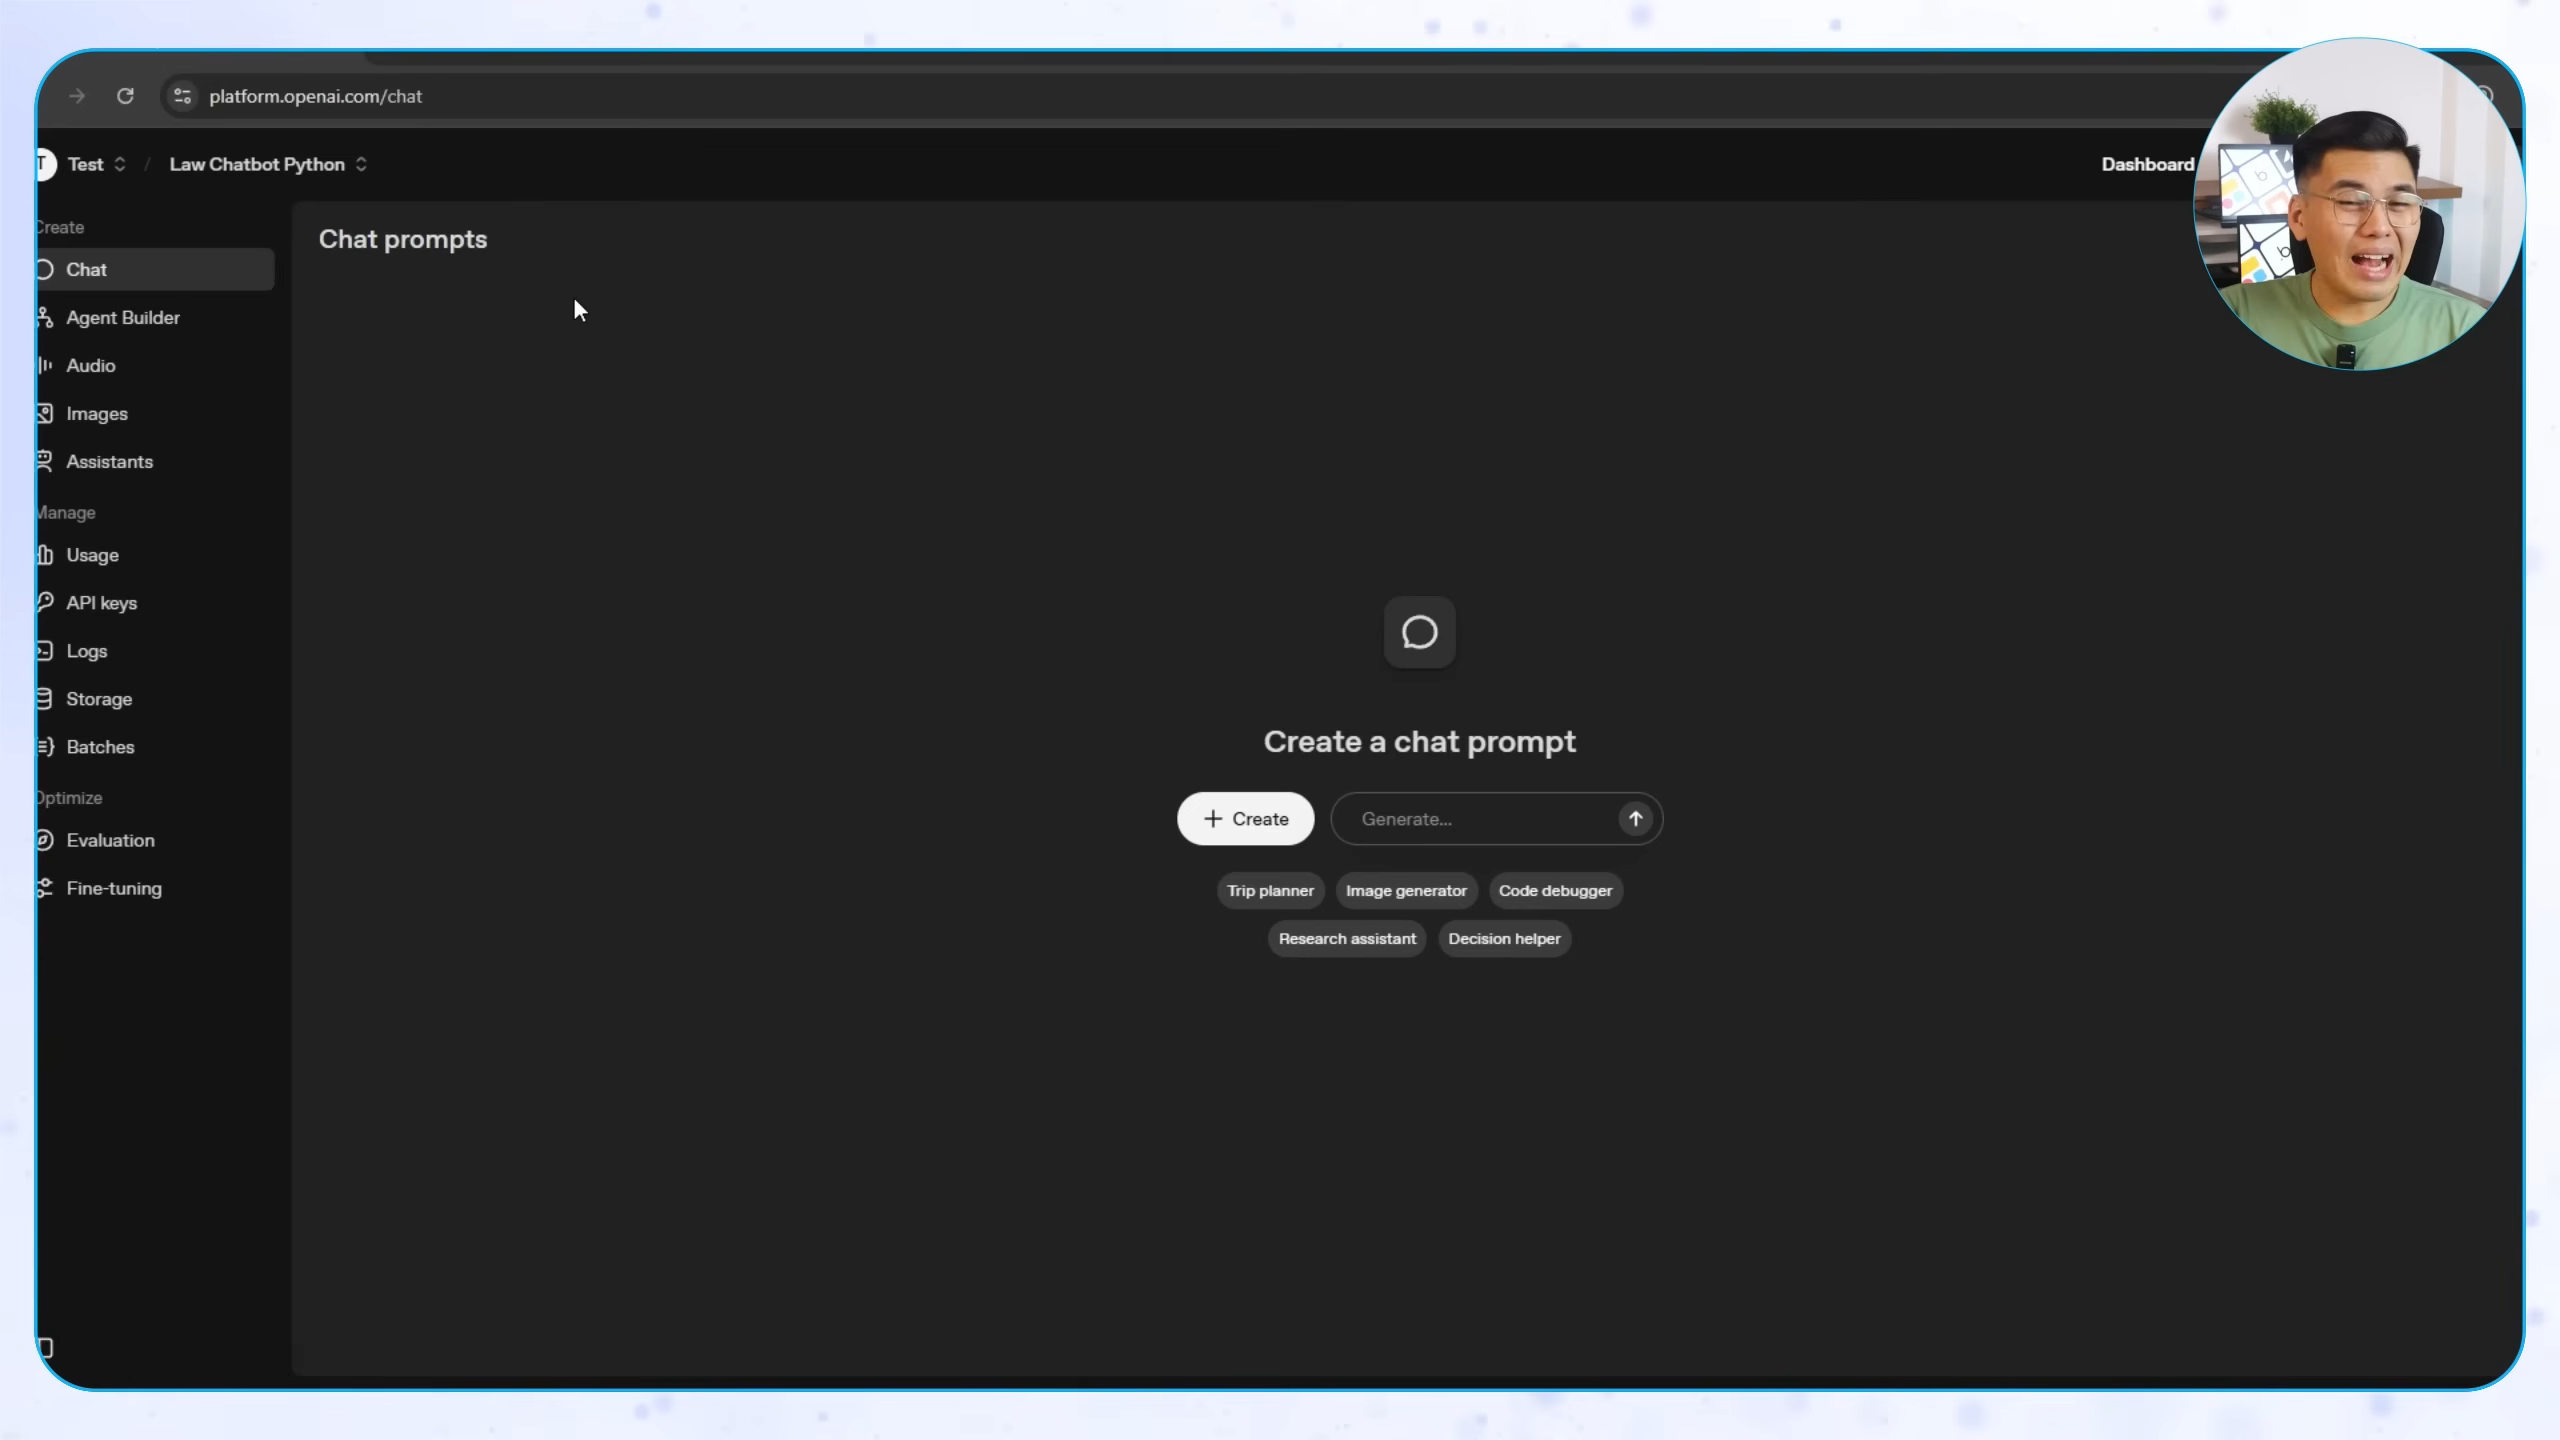 platform.openai.com/chat
T Test / Law Chatbot Python
Dashboard
Create
Chat
Agent Builder
Audio
Images
Assistants
Manage
Usage
API keys
Logs
Storage
Batches
Optimize
Evaluation
Fine-tuning
Chat prompts
Create a chat prompt
+ Create
Generate...
Trip planner
Image generator
Code debugger
Research assistant
Decision helper